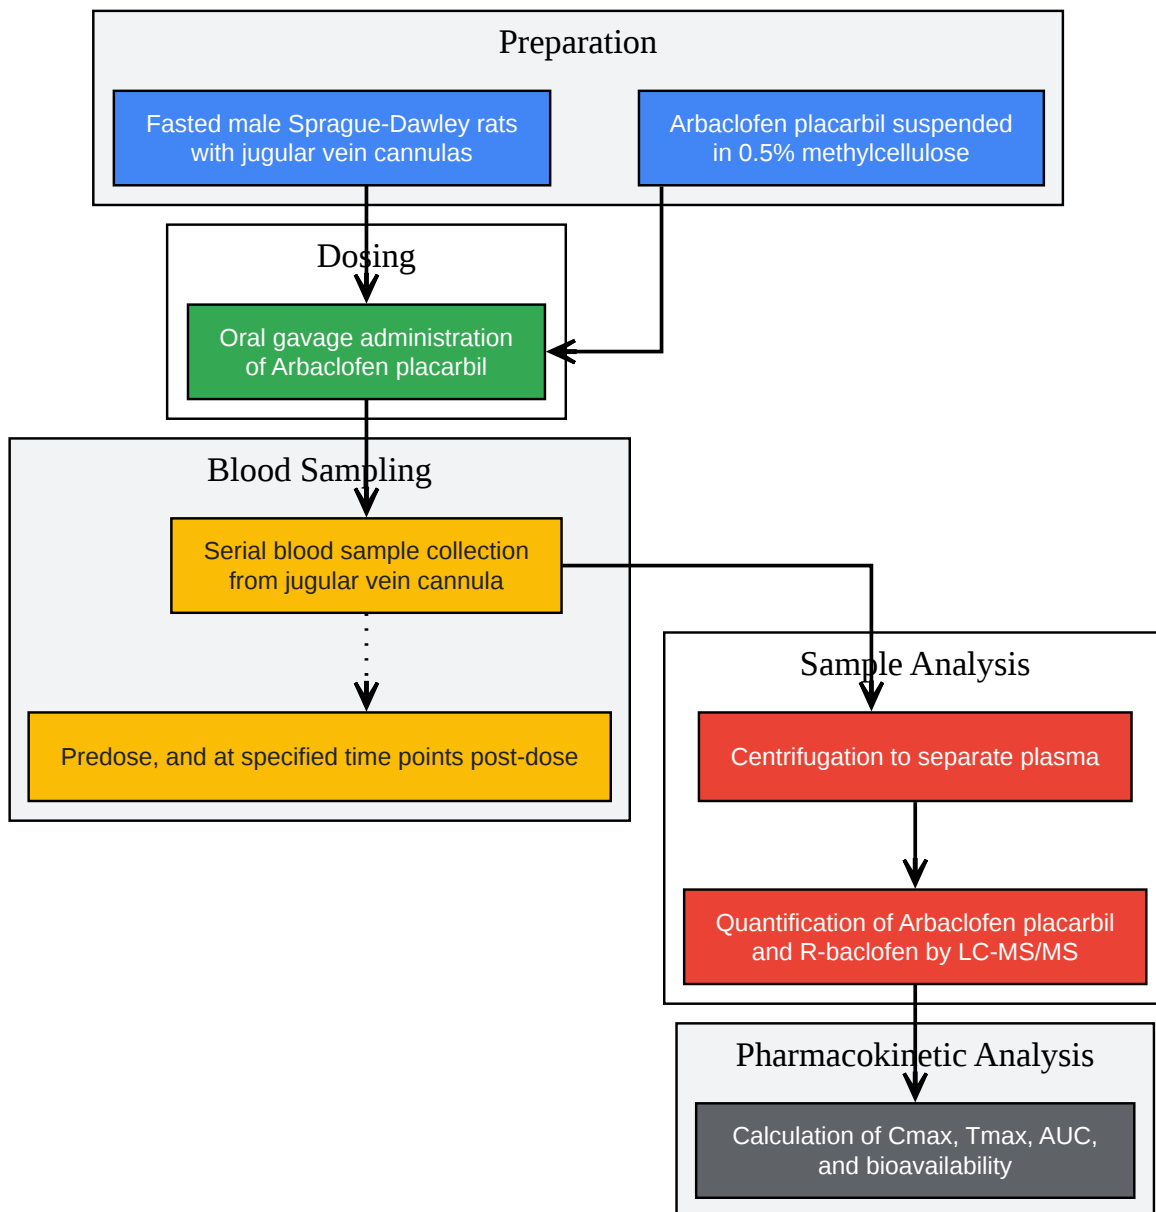 Preparation
Fasted male Sprague-Dawley rats
with jugular vein cannulas
Arbaclofen placarbil suspended
in 0.5% methylcellulose
Dosing
Oral gavage administration
of Arbaclofen placarbil
Blood Sampling
Serial blood sample collection
from jugular vein cannula
Predose, and at specified time points post-dose
Sample Analysis
Centrifugation to separate plasma
Quantification of Arbaclofen placarbil
and R-baclofen by LC-MS/MS
Pharmacokinetic Analysis
Calculation of Cmax, Tmax, AUC,
and bioavailability